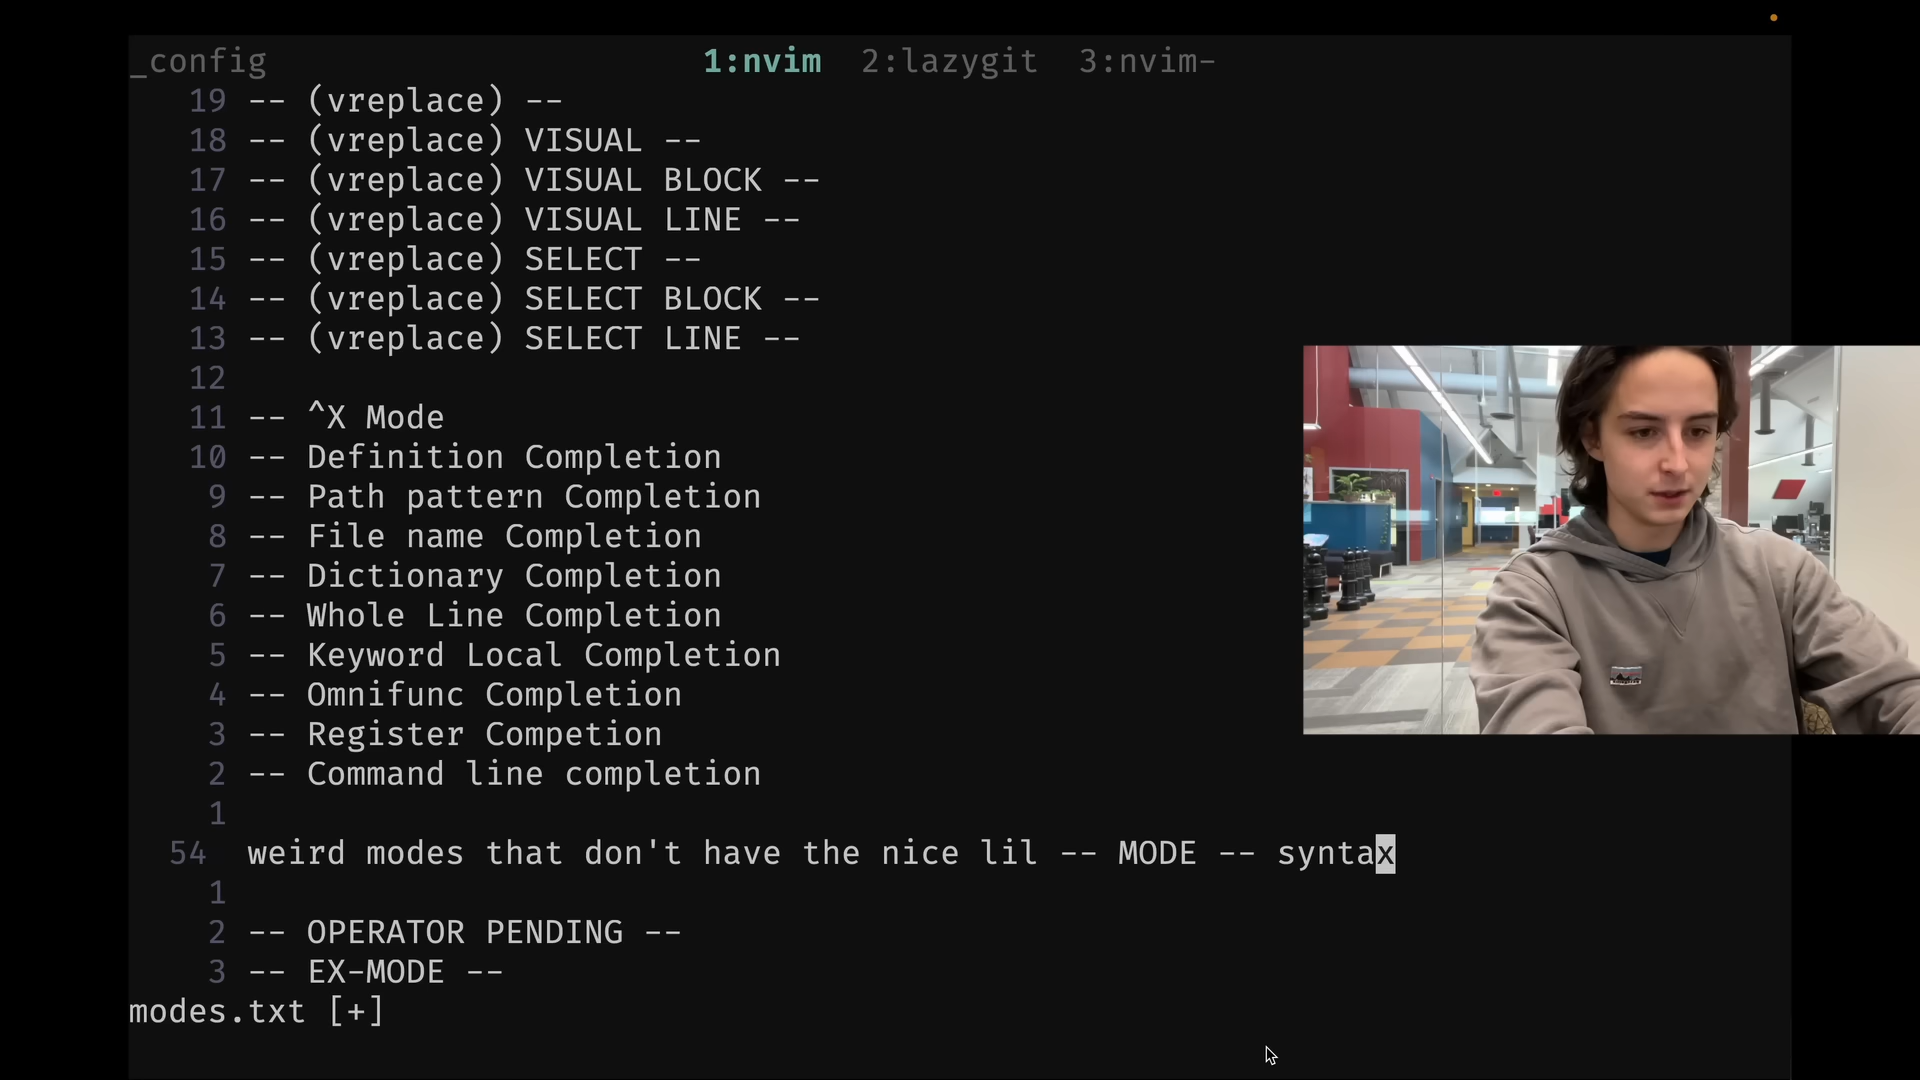 _config 1:nvim 2:lazygit 3:nvim-
19 -- (vreplace) --
18 -- (vreplace) VISUAL --
17 -- (vreplace) VISUAL BLOCK --
16 -- (vreplace) VISUAL LINE --
15 -- (vreplace) SELECT --
14 -- (vreplace) SELECT BLOCK --
13 -- (vreplace) SELECT LINE --
12
11 -- ^X Mode
10 -- Definition Completion
9 -- Path pattern Completion
8 -- File name Completion
7 -- Dictionary Completion
6 -- Whole Line Completion
5 -- Keyword Local Completion
4 -- Omnifunc Completion
3 -- Register Competion
2 -- Command line completion
1
54 weird modes that don't have the nice lil -- MODE -- syntax
1
2 -- OPERATOR PENDING --
3 -- EX-MODE --
modes.txt [+]